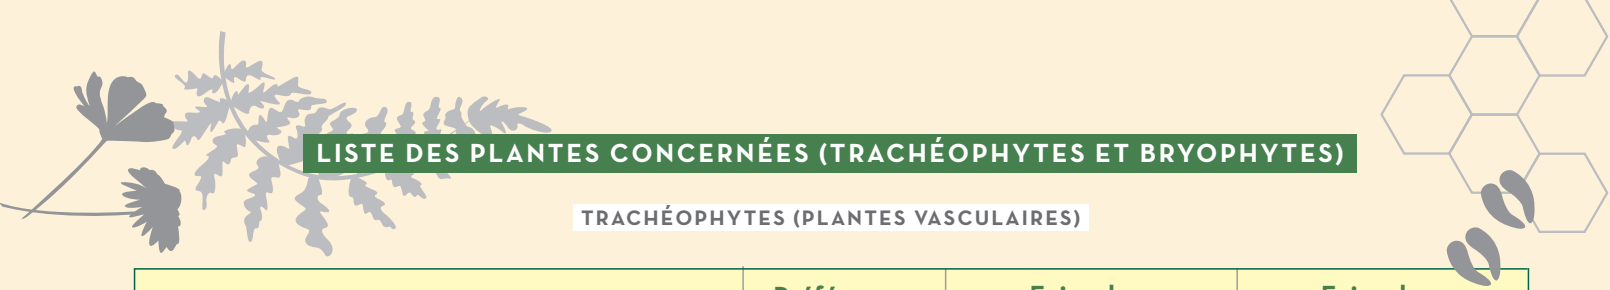 LISTE DES PLANTES CONCERNÉES (TRACHÉOPHYTES ET BRYOPHYTES)
TRACHÉOPHYTES (PLANTES VASCULAIRES)